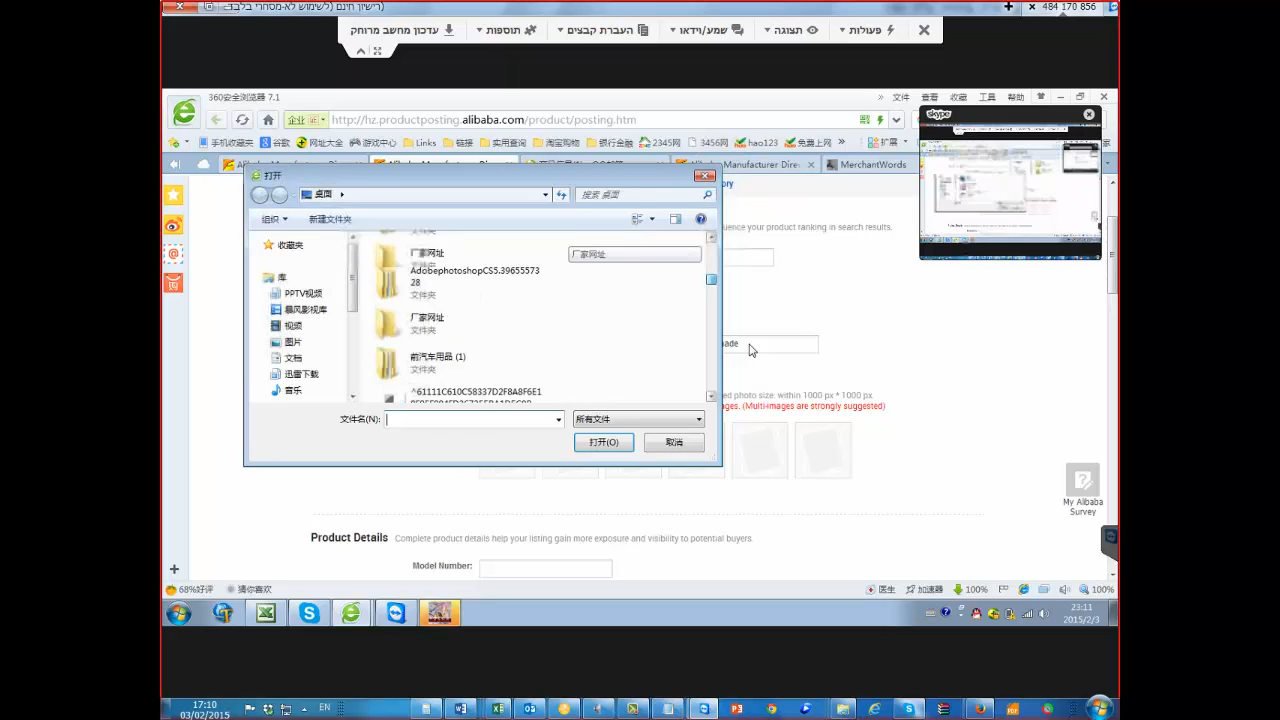 (רישיון חינם (לשימוש לא-מסחרי בלבד
484 170 856
פעולות
תצוגה
שמע/וידאו
העברת קבצים
תוספות
עדכון מחשב מרוחק
360安全浏览器 7.1
文件 查看 收藏 工具 帮助
skype
企业
tposting.alibaba.com/product/posting.htm
手机收藏夹 谷歌 网址大全 游戏中心 Links 链接 实用查询 淘宝购物 银行金融 2345网 3456网 hao123 免费上网 扩展
Manufacturer Dire
MerchantWords
打开
桌面
搜索 桌面
组织
新建文件夹
收藏夹
库
PPTV视频
暴风影视库
视频
图片
文档
迅雷下载
音乐
厂家网址
厂家网址
AdobephotoshopCS5.39655573
28
文件夹
厂家网址
文件夹
前汽车用品 (1)
文件夹
^61111C610C58337D2F8A8F6E1
文件名(N):
所有文件
打开(O)
取消
uence your product ranking in search results.
ade
ed photo size: within 1000 px * 1000 px.
ges. (Multi-images are strongly suggested)
My Alibaba
Survey
Product Details Complete product details help your listing gain more exposure and visibility to potential buyers.
Model Number:
68%好评
猜你喜欢
医生
加速器
100%
100%
23:11
2015/2/3
17:10
03/02/2015
EN